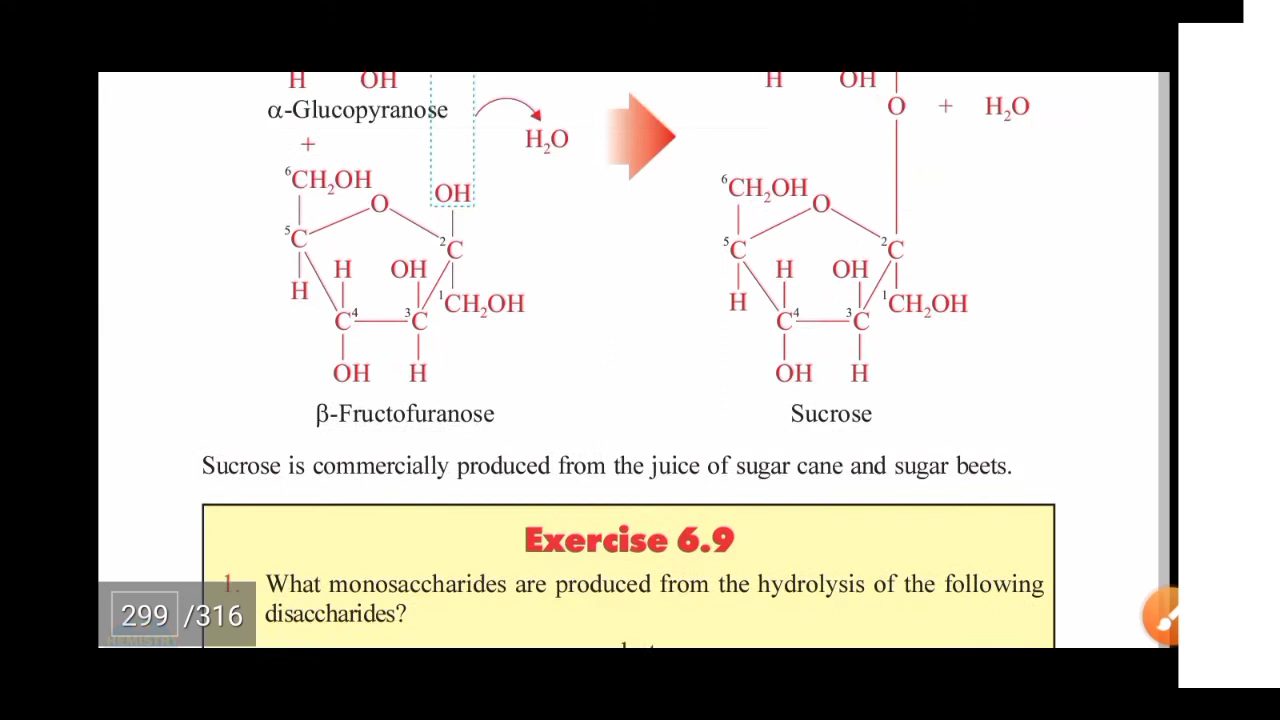 H OH H OH
α-Glucopyranose
O + H₂O
+ H₂O
⁶CH₂OH OH ⁶CH₂OH
O O
⁵C ²C ⁵C ²C
H OH H OH
H ¹CH₂OH H ¹CH₂OH
C⁴ ³C C⁴ ³C
OH H OH H
β-Fructofuranose Sucrose
Sucrose is commercially produced from the juice of sugar cane and sugar beets.
Exercise 6.9
1. What monosaccharides are produced from the hydrolysis of the following
disaccharides?
299 /316